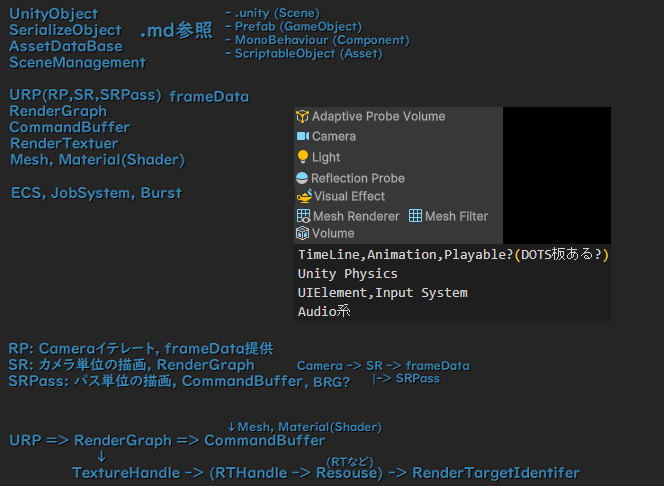 UnityObject
SerializeObject .md参照
AssetDataBase
SceneManagement
- .unity (Scene)
- Prefab (GameObject)
- MonoBehaviour (Component)
- ScriptableObject (Asset)
URP(RP,SR,SRPass) frameData
RenderGraph
CommandBuffer
RenderTextuer
Mesh, Material(Shader)
ECS, JobSystem, Burst
Adaptive Probe Volume
Camera
Light
Reflection Probe
Visual Effect
Mesh Renderer Mesh Filter
Volume
TimeLine,Animation,Playable?(DOTS板ある?)
Unity Physics
UIElement,Input System
Audio系
RP: Cameraイテレート, frameData提供
SR: カメラ単位の描画, RenderGraph
SRPass: パス単位の描画, CommandBuffer, BRG?
Camera -> SR -> frameData
|-> SRPass
↓Mesh, Material(Shader)
URP => RenderGraph => CommandBuffer
↓
(RTなど)
TextureHandle -> (RTHandle -> Resouse) -> RenderTargetIdentifer